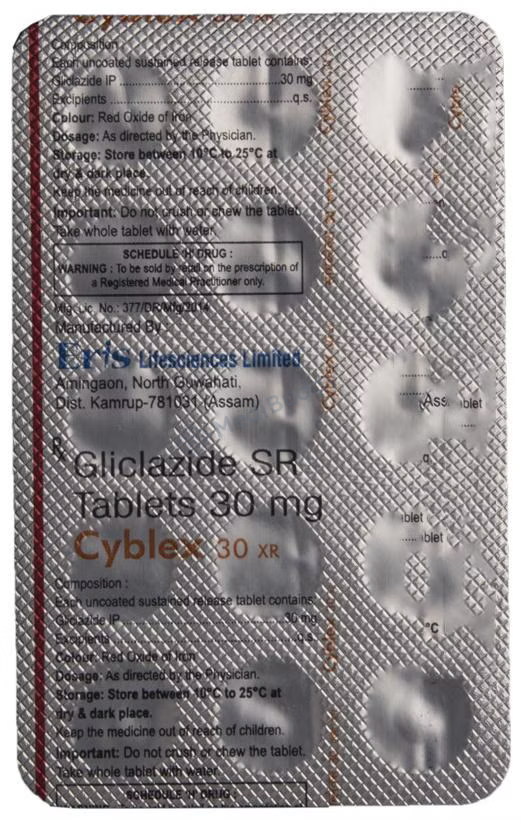 Cyblex 30 XR
Composition :
Each uncoated sustained release tablet contains:
Gliclazide IP ................................30 mg
Excipients ....................................q.s.
Colour: Red Oxide of Iron
Dosage: As directed by the Physician.
Storage: Store between 10°C to 25°C at
dry & dark place.
Keep the medicine out of reach of children.
Important: Do not crush or chew the tablet.
Take whole tablet with water.
SCHEDULE 'H' DRUG :
WARNING : To be sold by retail on the prescription of
a Registered Medical Practitioner only.
Mfg. Lic. No.: 377/DR/Mfg/2014
Manufactured By
Eris Lifesciences Limited
Amingaon, North Guwahati,
Dist. Kamrup-781031 (Assam)
Rx
Gliclazide SR
Tablets 30 mg
Cyblex 30 XR
Composition :
Each uncoated sustained release tablet contains:
Gliclazide IP ................................30 mg
Excipients ....................................q.s.
Colour: Red Oxide of Iron
Dosage: As directed by the Physician.
Storage: Store between 10°C to 25°C at
dry & dark place.
Keep the medicine out of reach of children.
Important: Do not crush or chew the tablet.
Take whole tablet with water.
SCHEDULE 'H' DRUG :
Cyblex
Cyblex
Cyblex